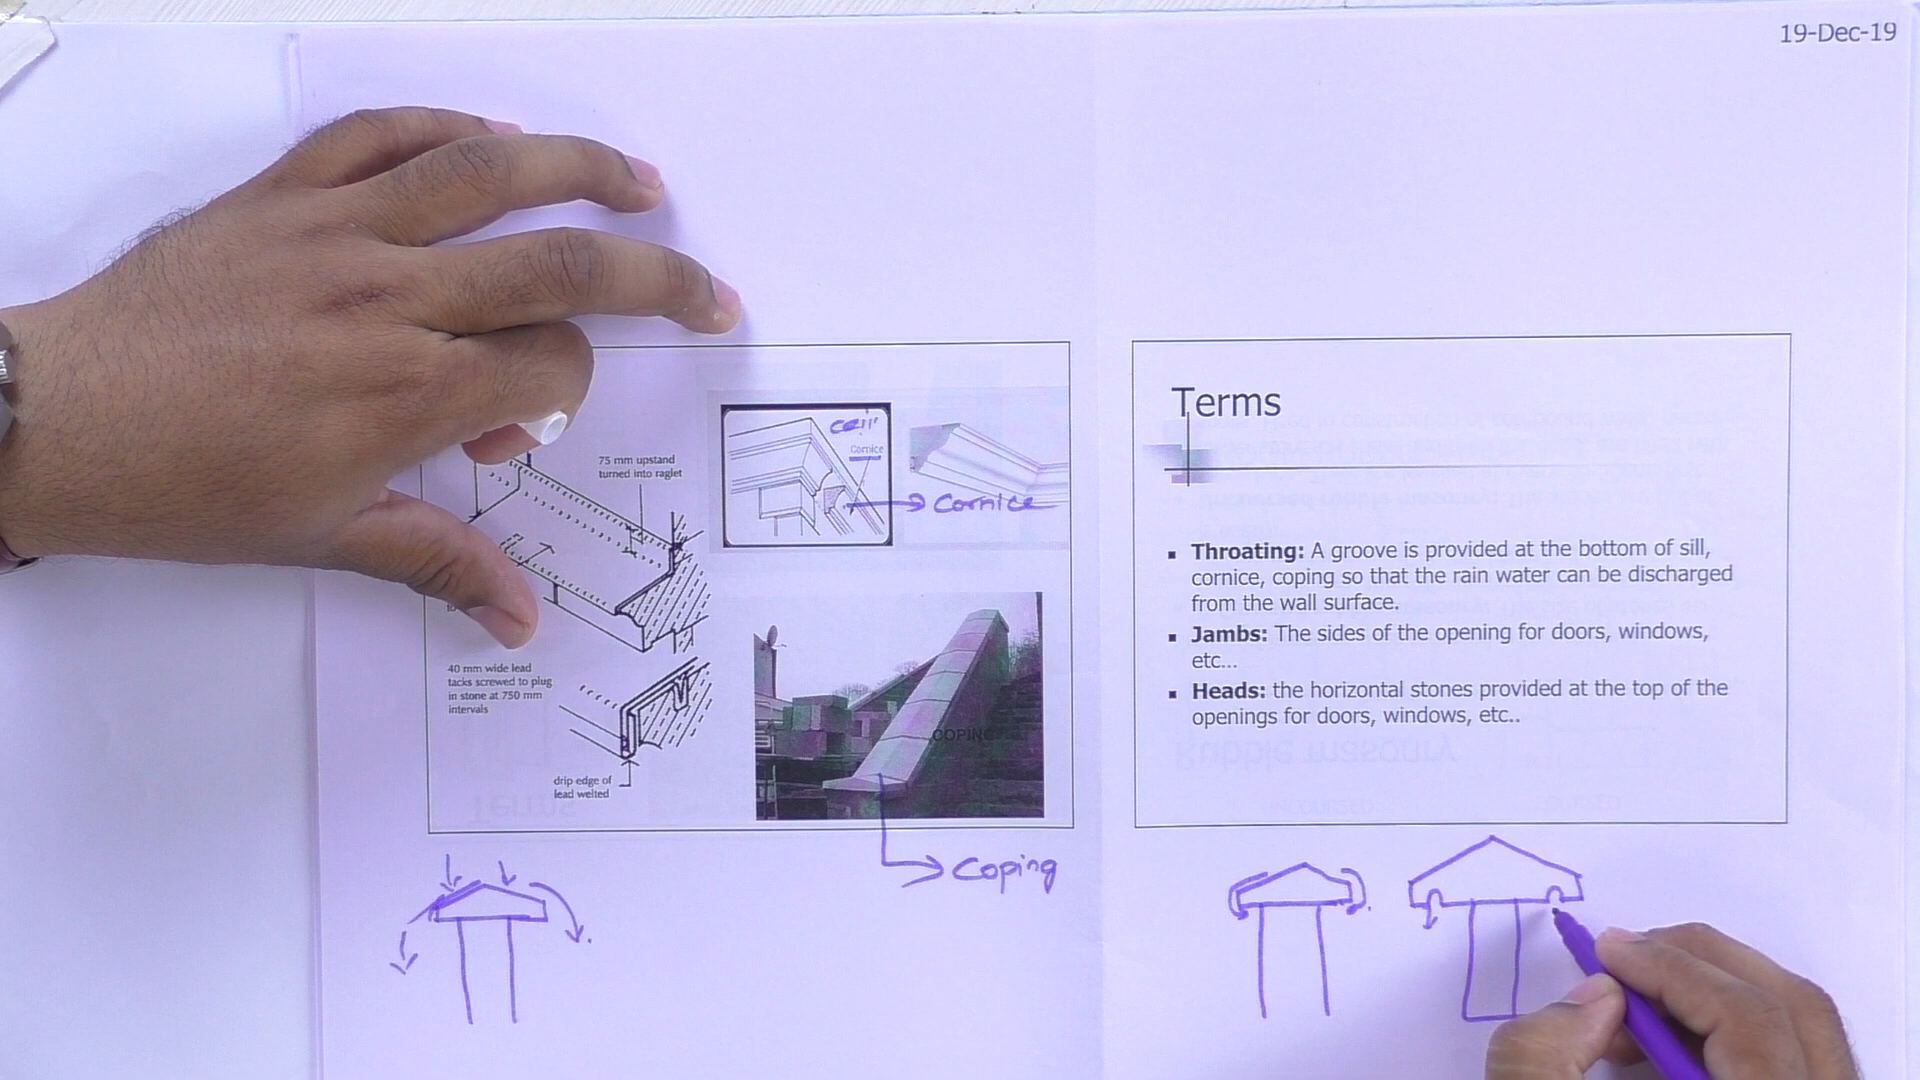 19-Dec-19
75 mm upstand
turned into raglet
ceil'
Cornice
Cornice
40 mm wide lead
tacks screwed to plug
in stone at 750 mm
intervals
drip edge of
lead welted
COPING
Coping
Terms
▪ Throating: A groove is provided at the bottom of sill,
cornice, coping so that the rain water can be discharged
from the wall surface.
▪ Jambs: The sides of the opening for doors, windows,
etc...
▪ Heads: the horizontal stones provided at the top of the
openings for doors, windows, etc..